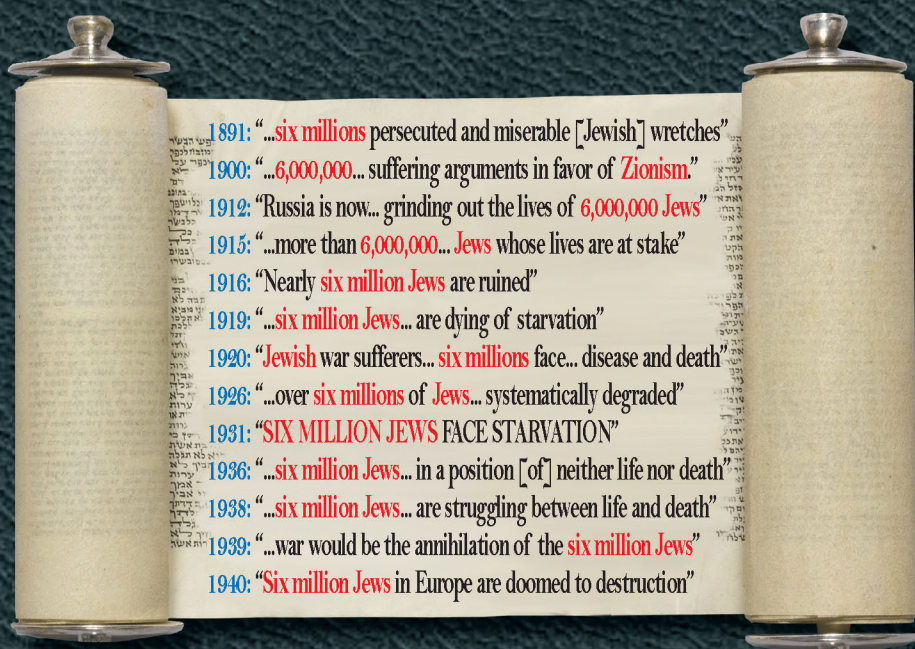 1891: “...six millions persecuted and miserable [Jewish] wretches”
1900: “...6,000,000... suffering arguments in favor of Zionism.”
1912: “Russia is now... grinding out the lives of 6,000,000 Jews”
1915: “...more than 6,000,000... Jews whose lives are at stake”
1916: “Nearly six million Jews are ruined”
1919: “...six million Jews... are dying of starvation”
1920: “Jewish war sufferers... six millions face... disease and death”
1926: “...over six millions of Jews... systematically degraded”
1931: “SIX MILLION JEWS FACE STARVATION”
1936: “...six million Jews... in a position [of] neither life nor death”
1938: “...six million Jews... are struggling between life and death”
1939: “...war would be the annihilation of the six million Jews”
1940: “Six million Jews in Europe are doomed to destruction”